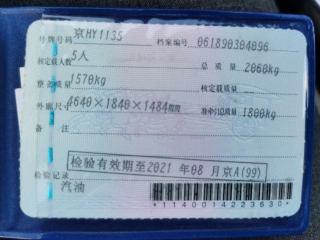 号牌号码 京HY1135 档案编号 061890304096
核定载人数 5人 总质量 2060kg
整备质量 1570kg 核定载质量
外廓尺寸 4640×1840×1484mm 准牵引总质量 1800kg
备注
检验有效期至2021年08月京A(99)
检验记录
汽油
*1140014223630*